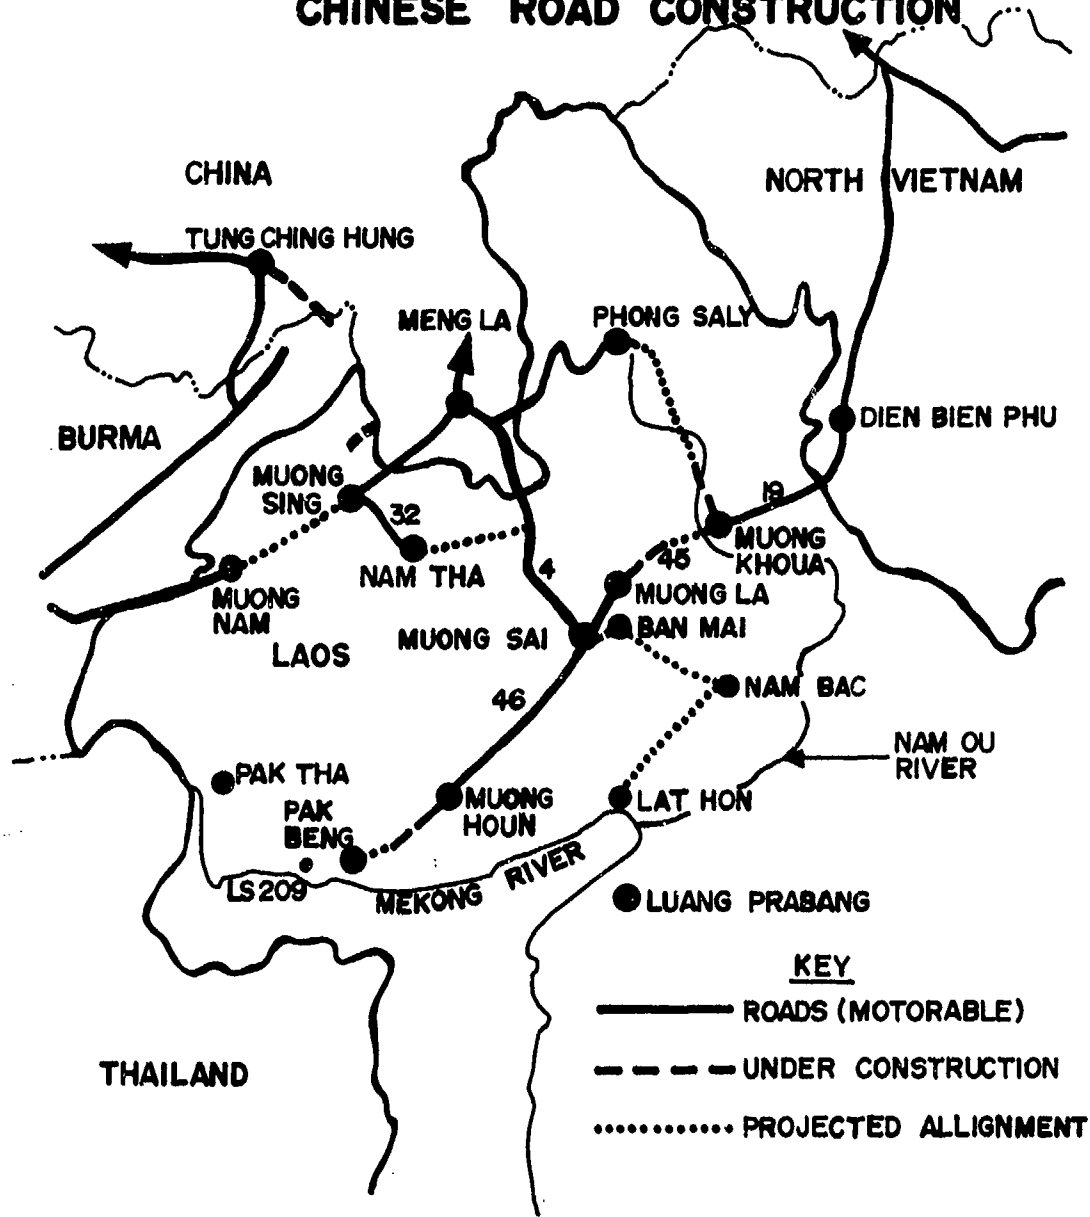 CHINESE ROAD CONSTRUCTION
CHINA
NORTH VIETNAM
TUNG CHING HUNG
MENG LA
PHONG SALY
BURMA
DIEN BIEN PHU
MUONG
SING
32
19
NAM THA
4
45
MUONG
KHOUA
MUONG
NAM
MUONG LA
LAOS
MUONG SAI
BAN MAI
46
NAM BAC
NAM OU
RIVER
PAK THA
PAK
BENG
MUONG
HOUN
LAT HON
LS 209
MEKONG RIVER
LUANG PRABANG
KEY
ROADS (MOTORABLE)
UNDER CONSTRUCTION
PROJECTED ALLIGNMENT
THAILAND